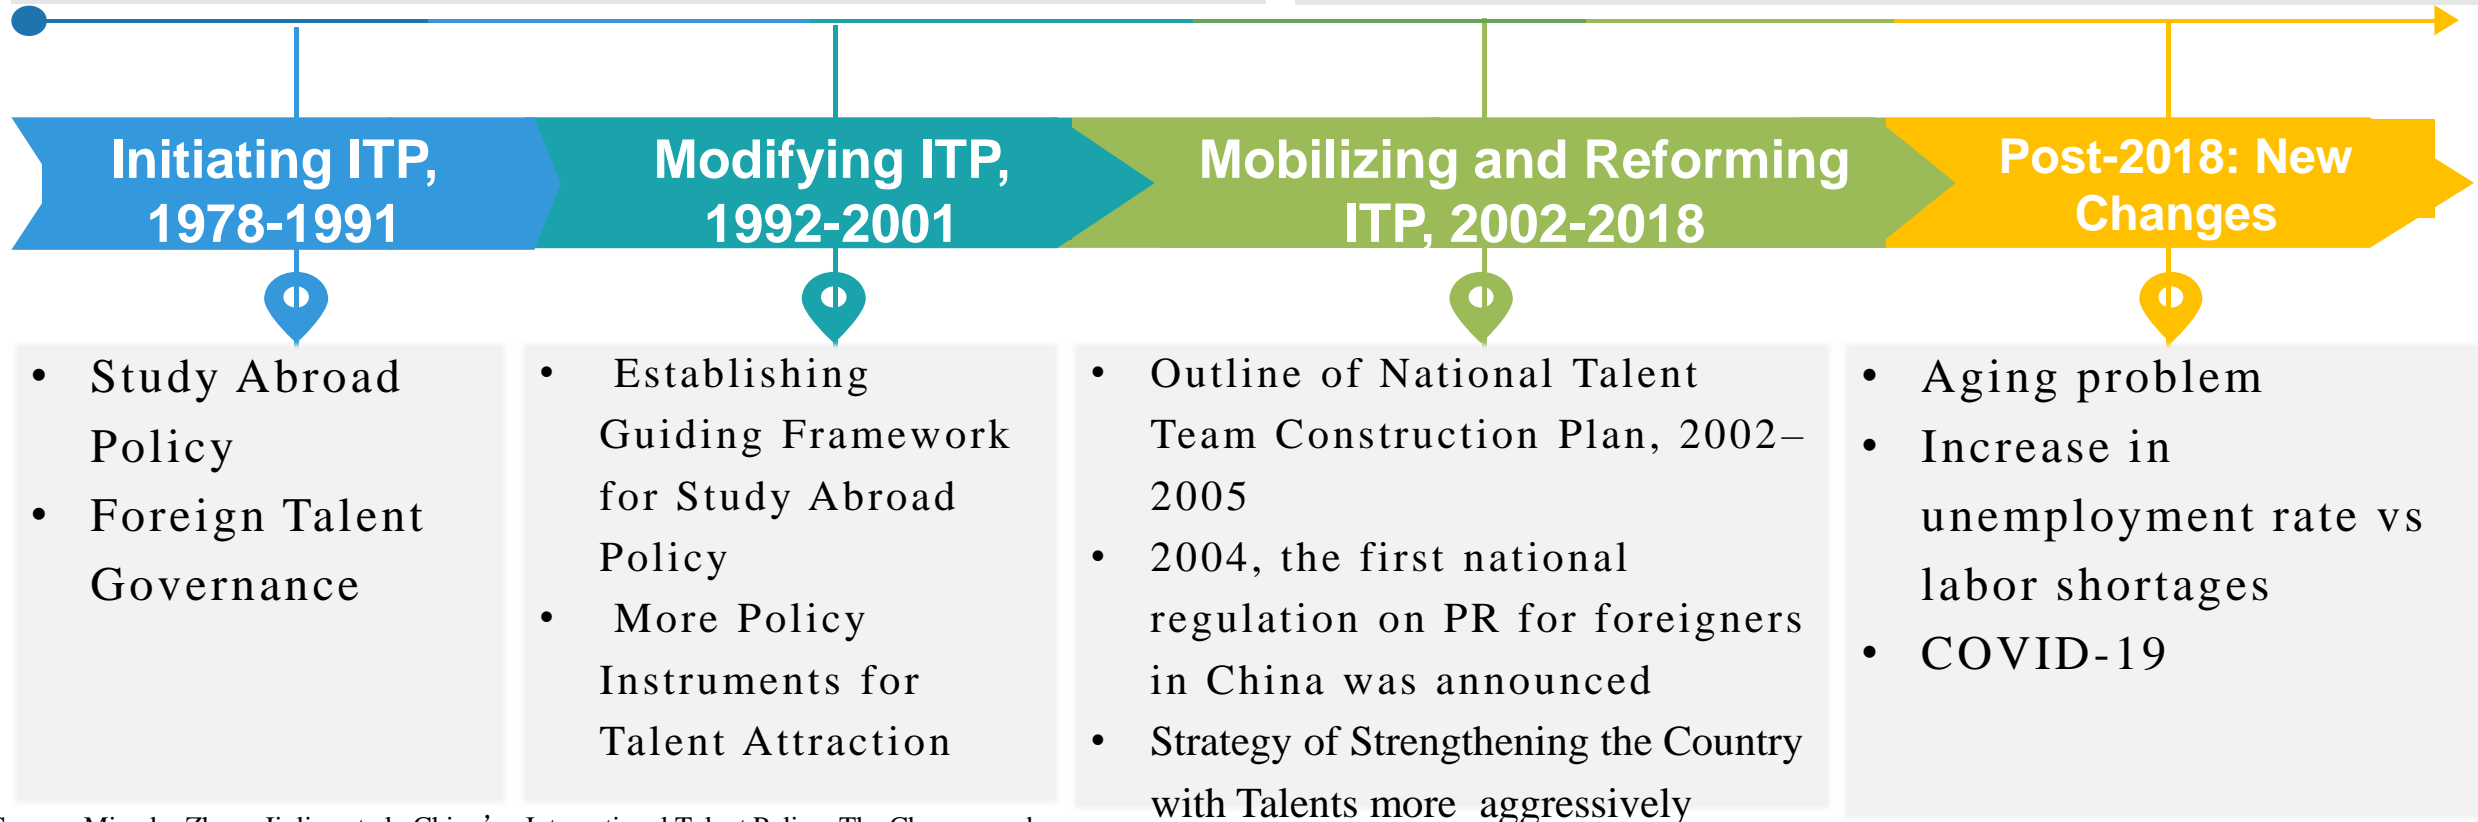 Initiating ITP,
1978-1991
Modifying ITP,
1992-2001
Mobilizing and Reforming
ITP, 2002-2018
Post-2018: New
Changes
• Study Abroad
Policy
• Foreign Talent
Governance
• Establishing
Guiding Framework
for Study Abroad
Policy
• More Policy
Instruments for
Talent Attraction
• Outline of National Talent
Team Construction Plan, 2002–
2005
• 2004, the first national
regulation on PR for foreigners
in China was announced
• Strategy of Strengthening the Country
with Talents more aggressively
• Aging problem
• Increase in
unemployment rate vs
labor shortages
• COVID-19